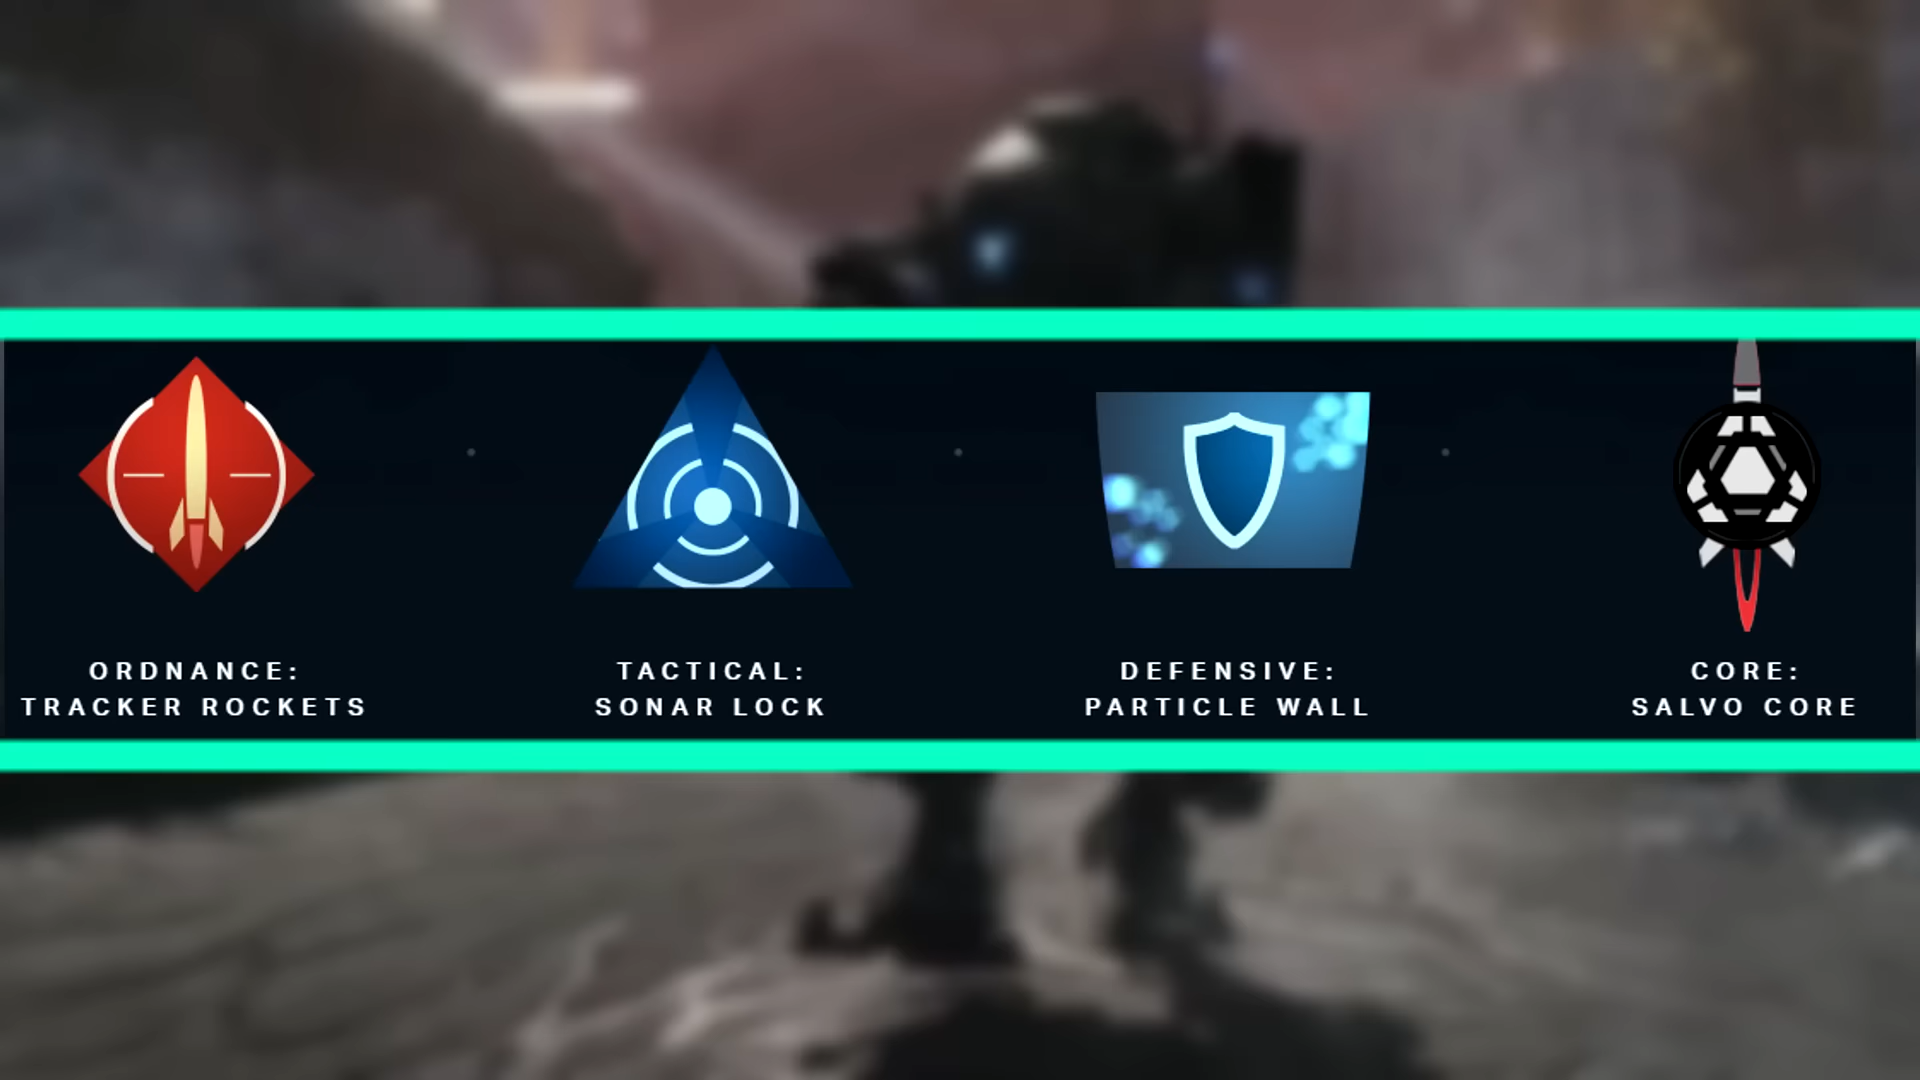 ORDNANCE:
TRACKER ROCKETS
TACTICAL:
SONAR LOCK
DEFENSIVE:
PARTICLE WALL
CORE:
SALVO CORE